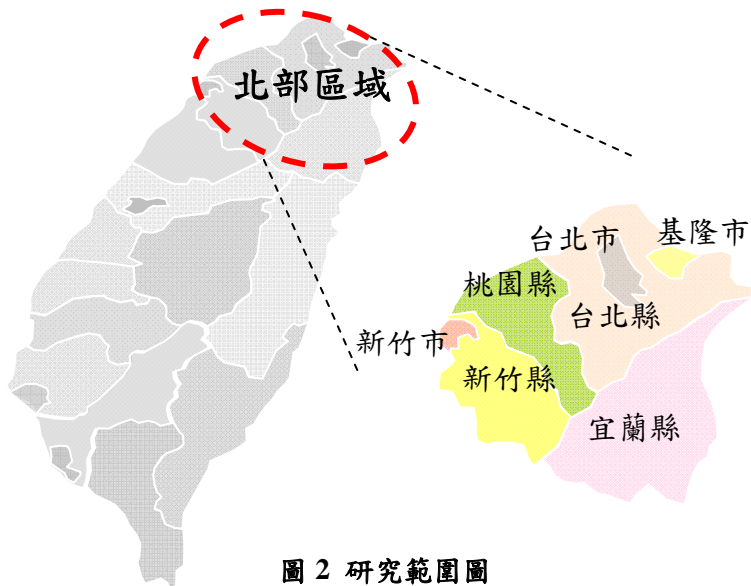 北部區域
台北市
基隆市
桃園縣
台北縣
新竹市
新竹縣
宜蘭縣
圖 2 研究範圍圖